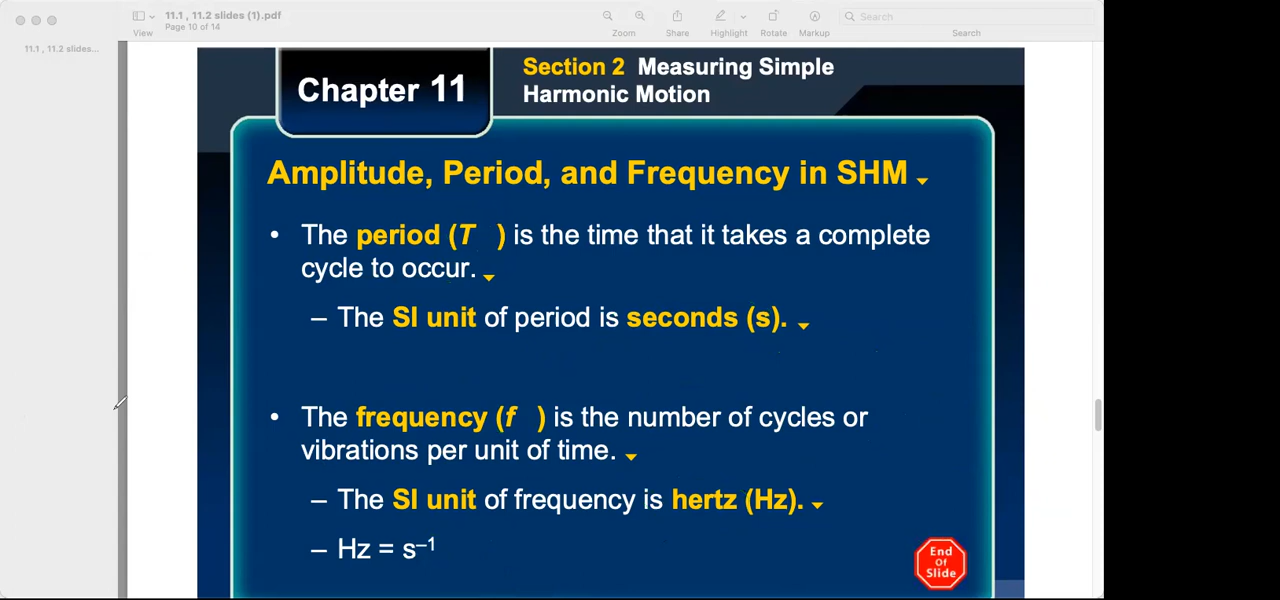 11.1 , 11.2 slides (1).pdf
Page 10 of 14
View
Zoom
Share
Highlight
Rotate
Markup
Search
Search
11.1 , 11.2 slides...
Chapter 11
Section 2 Measuring Simple
Harmonic Motion
Amplitude, Period, and Frequency in SHM
• The period (T ) is the time that it takes a complete
cycle to occur.
– The SI unit of period is seconds (s).
• The frequency (f ) is the number of cycles or
vibrations per unit of time.
– The SI unit of frequency is hertz (Hz).
– Hz = s⁻¹
End
Of
Slide